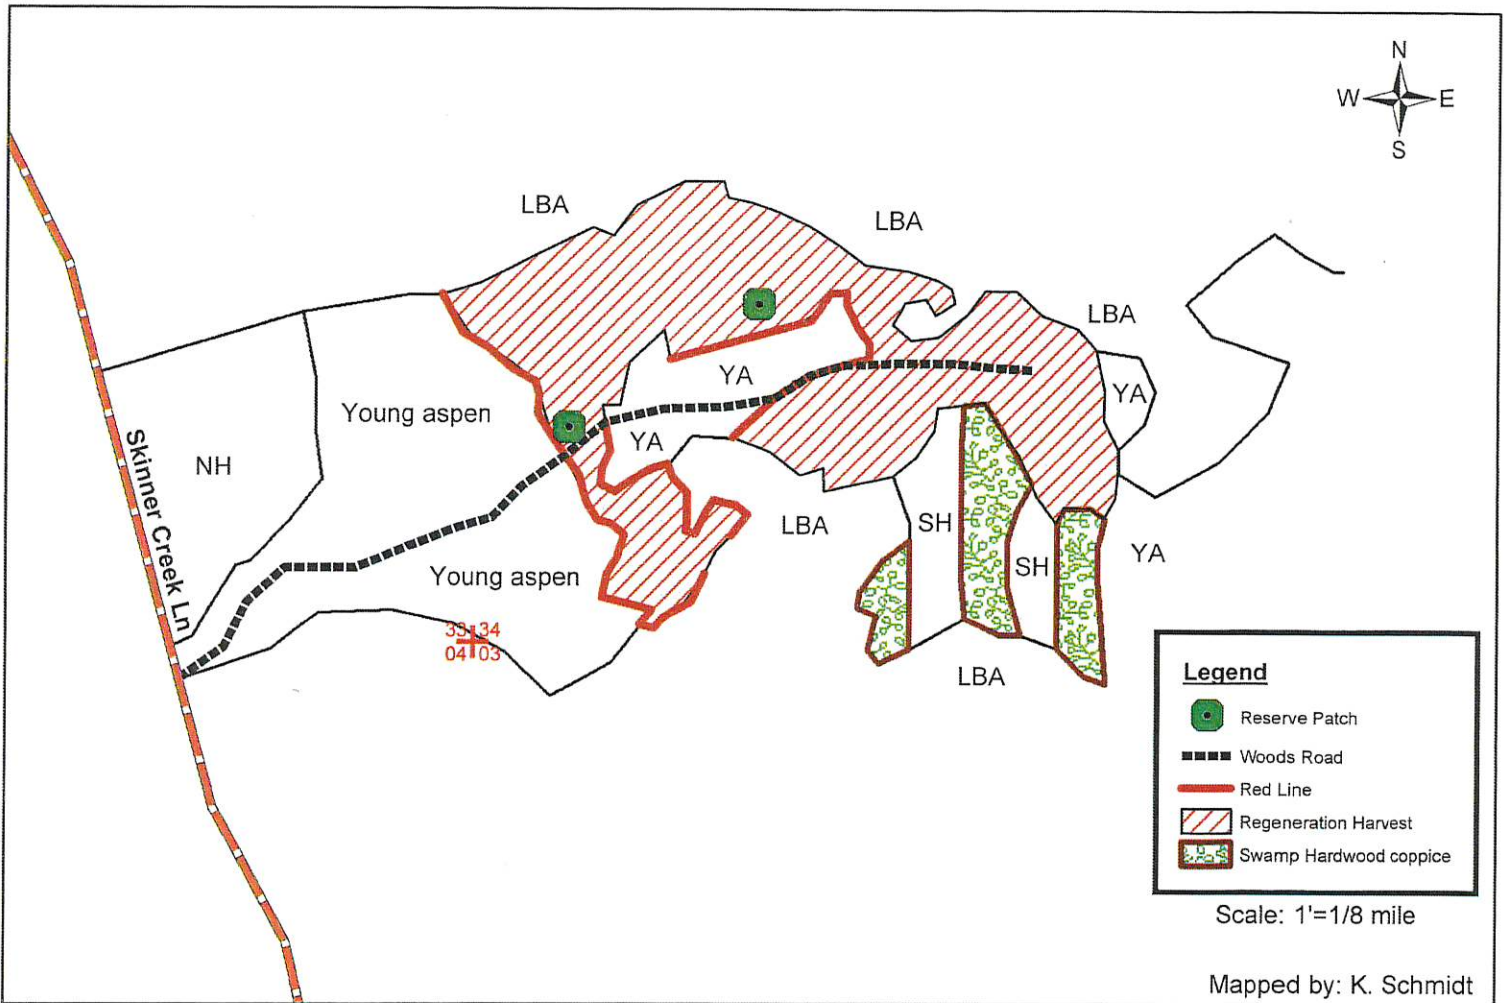 N
W E
S
LBA
LBA
LBA
YA
YA
Young aspen
YA
NH
Skinner Creek Ln
LBA
SH
SH
YA
Young aspen
33 34
04 03
LBA
Legend
Reserve Patch
Woods Road
Red Line
Regeneration Harvest
Swamp Hardwood coppice
Scale: 1'=1/8 mile
Mapped by: K. Schmidt